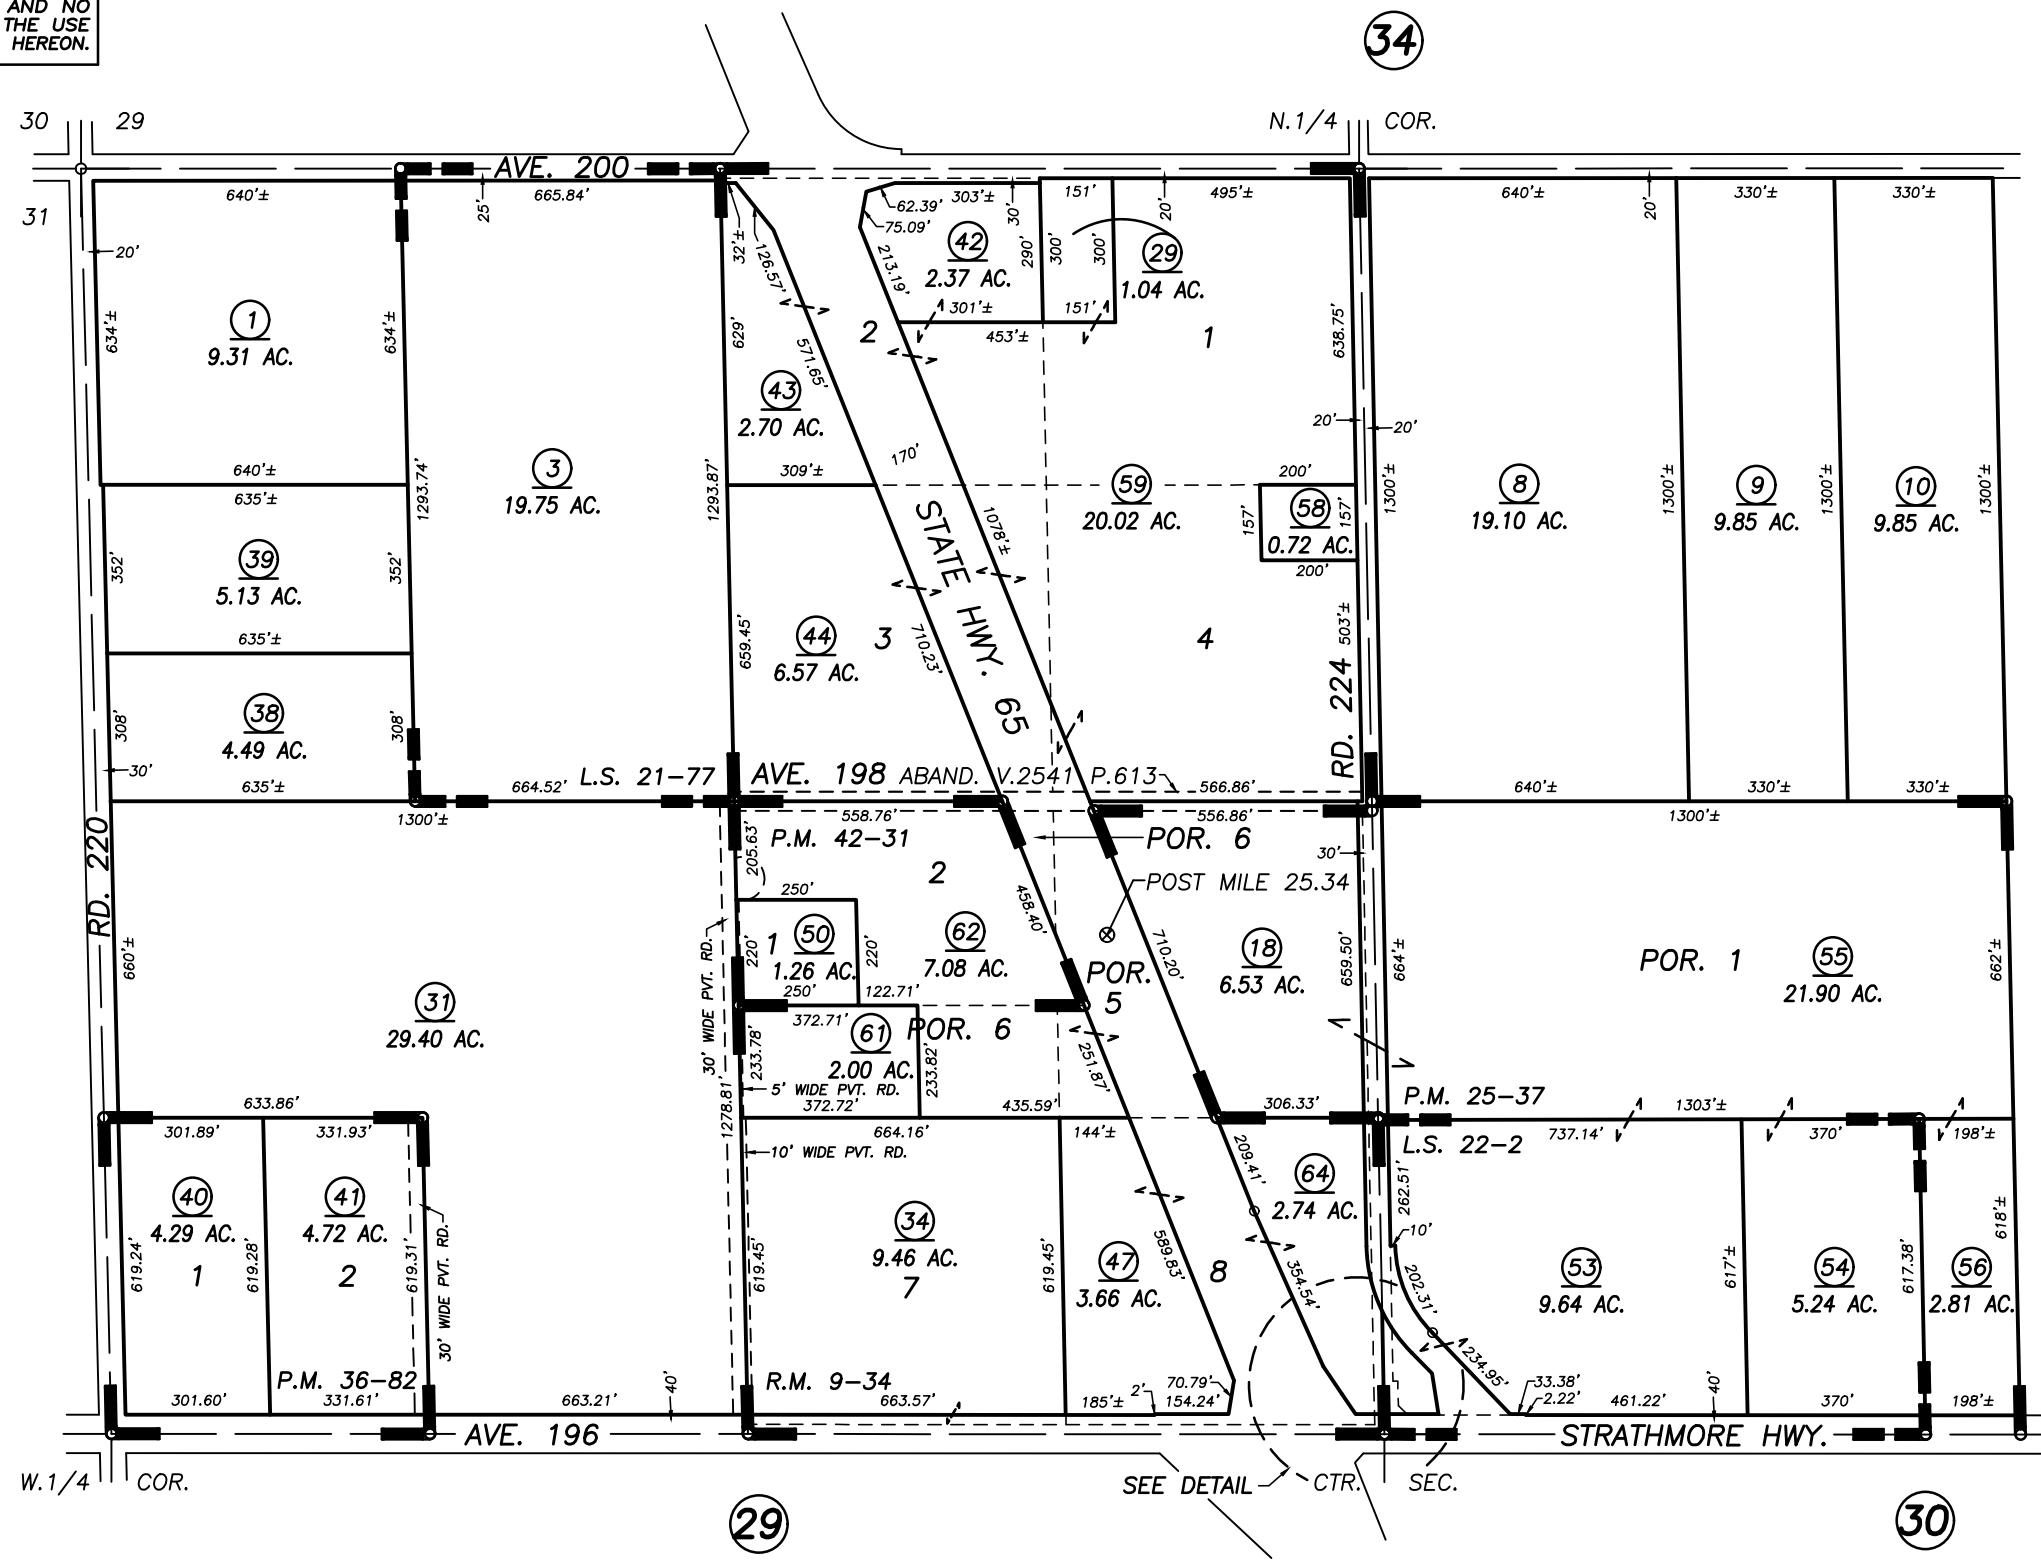 AND NO
THE USE
HEREON.
34
30
29
N.1/4
COR.
31
AVE. 200
640'±
665.84'
25'
62.39'
303'±
30'
151'
20'
495'±
640'±
20'
330'±
330'±
75.09'
20'
32'±
126.57'
213.19'
42
2.37 AC.
290'
300'
300'
29
1.04 AC.
301'±
151'
453'±
1
9.31 AC.
634'±
634'±
629'
571.65'
2
1
638.75'
43
2.70 AC.
20'
20'
170'
640'±
635'±
3
19.75 AC.
1293.74'
1293.87'
309'±
59
20.02 AC.
200'
58
0.72 AC.
157'
157'
200'
1300'±
8
19.10 AC.
1300'±
9
9.85 AC.
1300'±
10
9.85 AC.
1300'±
STATE HWY. 65
1078'±
39
5.13 AC.
352'
352'
635'±
44
6.57 AC.
3
659.45'
710.23'
4
RD. 224
503'±
38
4.49 AC.
308'
308'
30'
635'±
664.52'
L.S. 21-77
AVE. 198
ABAND. V.2541 P.613
566.86'
640'±
330'±
330'±
1300'±
558.76'
556.86'
1300'±
RD. 220
205.63'
P.M. 42-31
POR. 6
30'
2
250'
POST MILE 25.34
458.40'
660'±
1
50
1.26 AC.
220'
220'
62
7.08 AC.
250'
122.71'
POR.
5
710.20'
18
6.53 AC.
659.50'
664'±
POR. 1
55
21.90 AC.
662'±
31
29.40 AC.
30' WIDE PVT. RD.
372.71'
POR. 6
61
2.00 AC.
233.78'
233.82'
251.87'
5' WIDE PVT. RD.
372.72'
435.59'
1278.81'
P.M. 25-37
633.86'
306.33'
1303'±
301.89'
331.93'
664.16'
144'±
L.S. 22-2
737.14'
370'
198'±
10' WIDE PVT. RD.
209.41'
64
2.74 AC.
262.51'
40
4.29 AC.
1
41
4.72 AC.
2
619.24'
619.28'
619.31'
30' WIDE PVT. RD.
34
9.46 AC.
7
619.45'
619.45'
47
3.66 AC.
589.83'
8
354.54'
10'
202.31'
53
9.64 AC.
617'±
54
5.24 AC.
617.38'
56
2.81 AC.
618'±
234.95'
P.M. 36-82
R.M. 9-34
70.79'
33.38'
2.22'
301.60'
331.61'
663.21'
40'
663.57'
185'±
2'
154.24'
461.22'
40'
370'
198'±
AVE. 196
STRATHMORE HWY.
W.1/4
COR.
SEE DETAIL
CTR.
SEC.
29
30